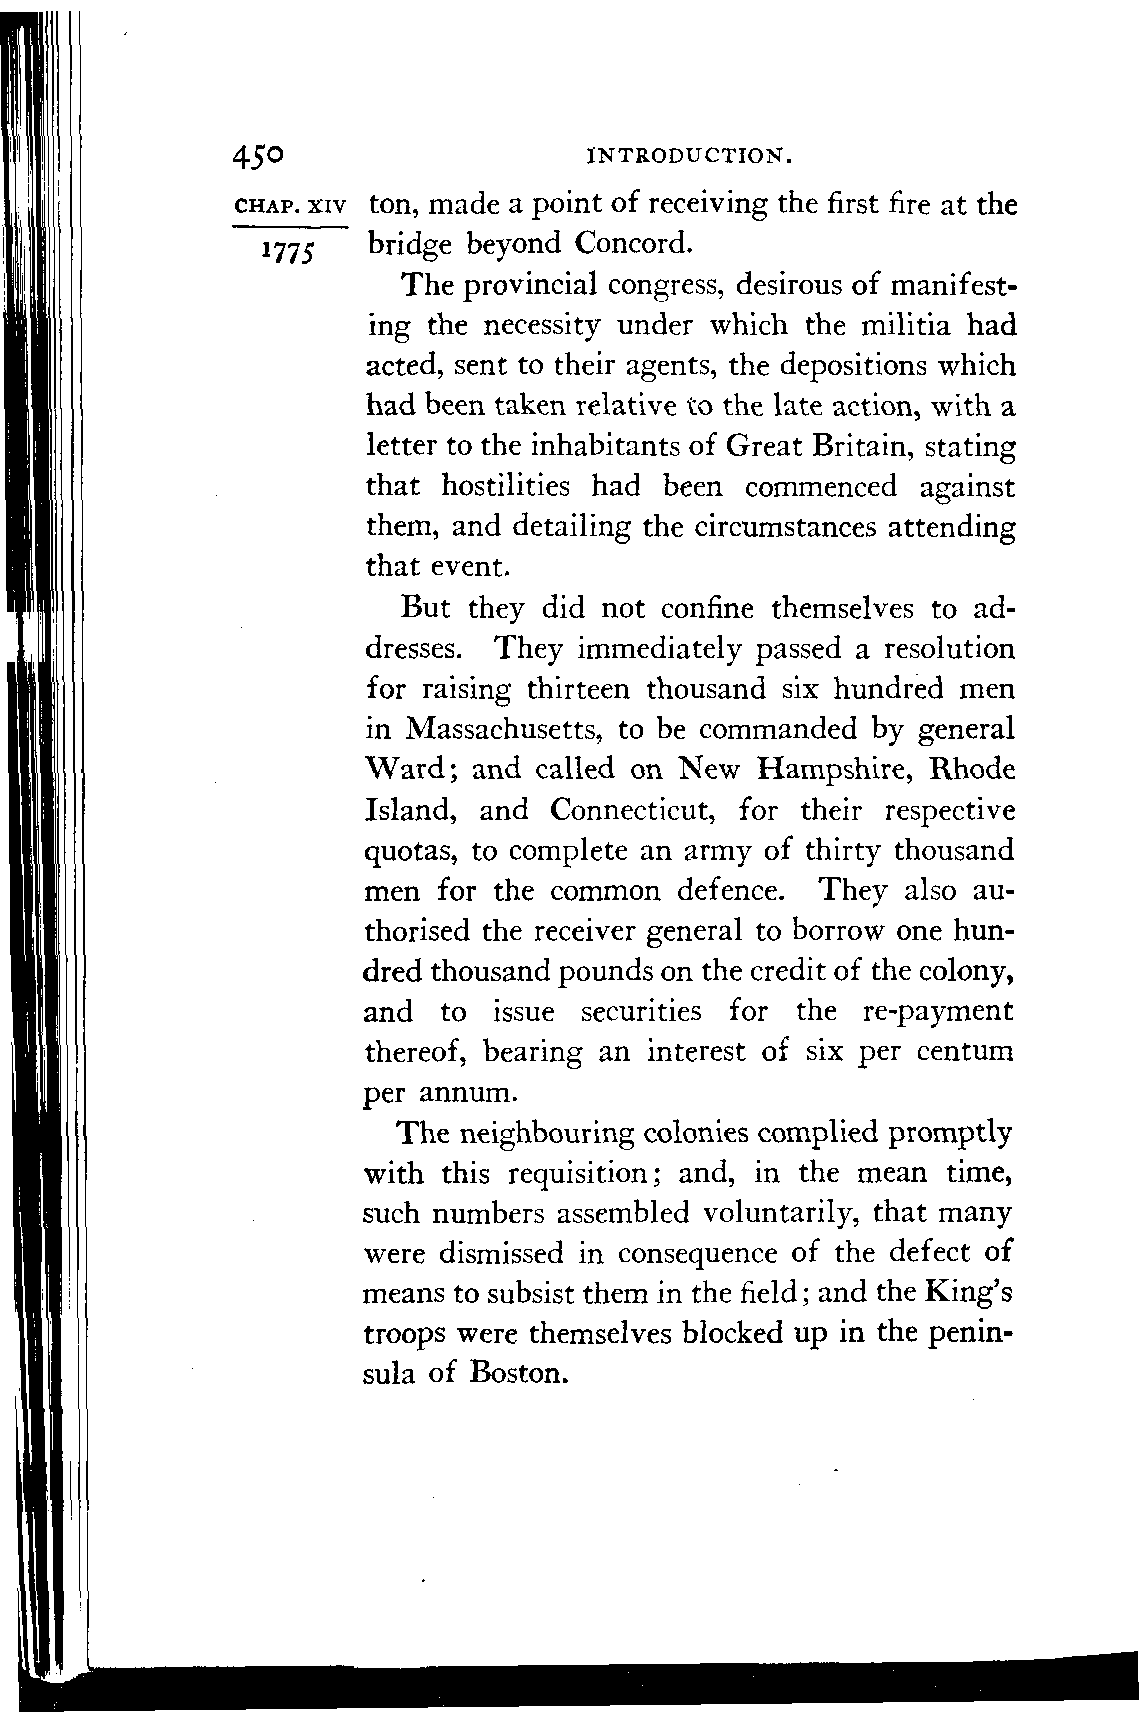 450 INTRODUCTION.
CHAP. XIV ton, made a point of receiving the first fire at the
1775 bridge beyond Concord.
The provincial congress, desirous of manifest-
ing the necessity under which the militia had
acted, sent to their agents, the depositions which
had been taken relative to the late action, with a
letter to the inhabitants of Great Britain, stating
that hostilities had been commenced against
them, and detailing the circumstances attending
that event.
But they did not confine themselves to ad-
dresses. They immediately passed a resolution
for raising thirteen thousand six hundred men
in Massachusetts, to be commanded by general
Ward; and called on New Hampshire, Rhode
Island, and Connecticut, for their respective
quotas, to complete an army of thirty thousand
men for the common defence. They also au-
thorised the receiver general to borrow one hun-
dred thousand pounds on the credit of the colony,
and to issue securities for the re-payment
thereof, bearing an interest of six per centum
per annum.
The neighbouring colonies complied promptly
with this requisition; and, in the mean time,
such numbers assembled voluntarily, that many
were dismissed in consequence of the defect of
means to subsist them in the field; and the King's
troops were themselves blocked up in the penin-
sula of Boston.